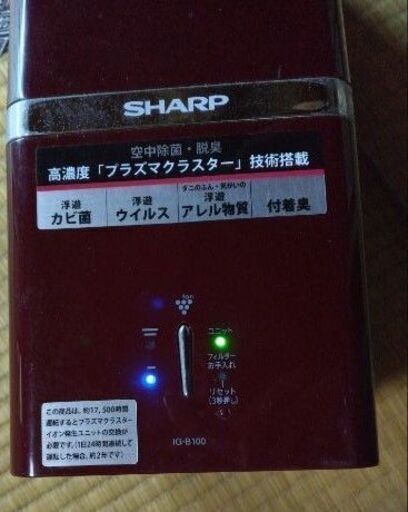 SHARP
空中除菌・脱臭
高濃度「プラズマクラスター」技術搭載
浮遊
カビ菌
浮遊
ウイルス
ダニのふん・死がいの
浮遊
アレル物質
付着臭
ion
ユニット
フィルター
お手入れ
リセット
(3秒押し)
この商品は、約17,500時間
運転するとプラズマクラスター
イオン発生ユニットの交換が
必要です。(1日24時間連続して
運転した場合、約2年です)
IG-B100